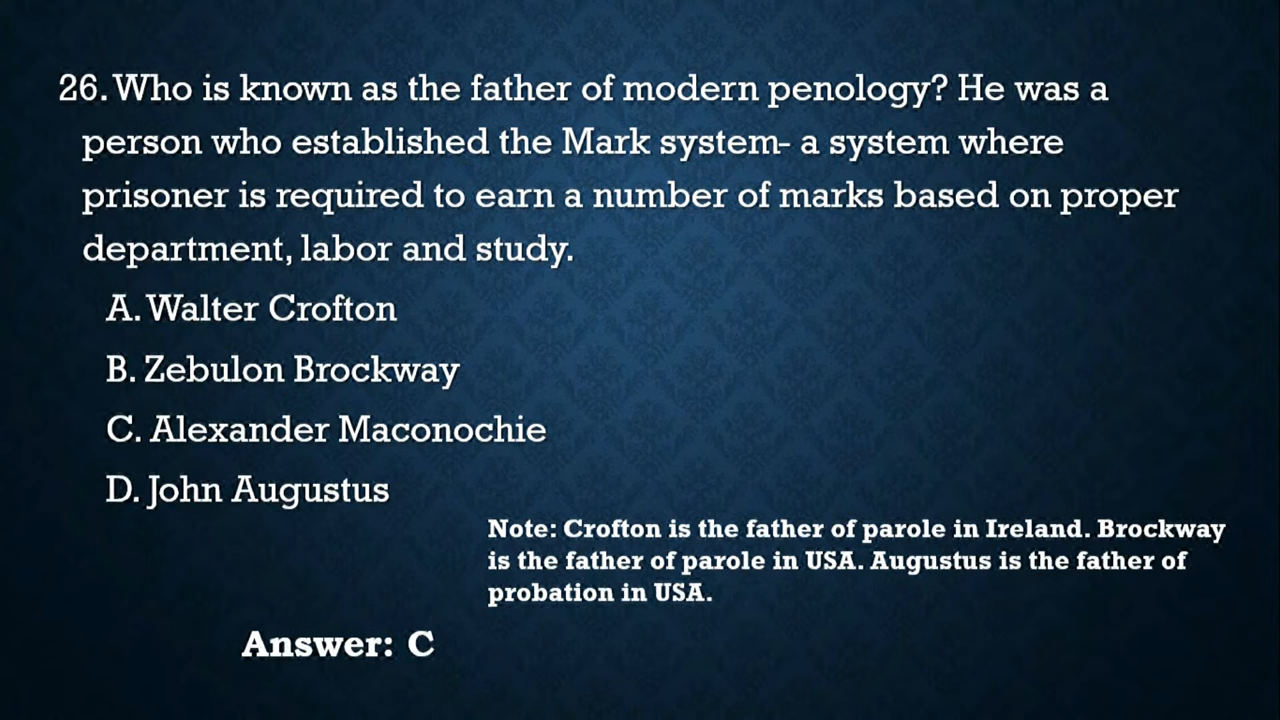 26. Who is known as the father of modern penology? He was a
person who established the Mark system- a system where
prisoner is required to earn a number of marks based on proper
department, labor and study.
A. Walter Crofton
B. Zebulon Brockway
C. Alexander Maconochie
D. John Augustus
Note: Crofton is the father of parole in Ireland. Brockway
is the father of parole in USA. Augustus is the father of
probation in USA.
Answer: C